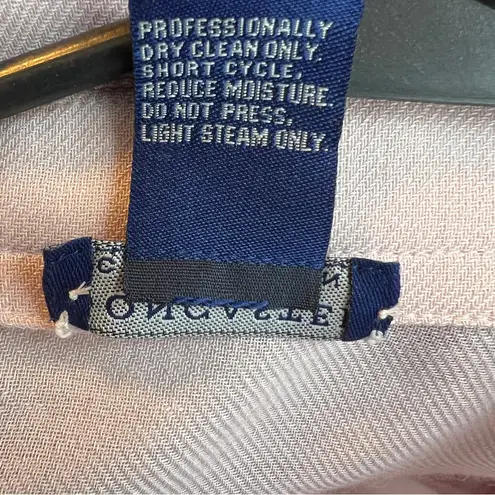 PROFESSIONALLY
DRY CLEAN ONLY.
SHORT CYCLE,
REDUCE MOISTURE.
DO NOT PRESS,
LIGHT STEAM ONLY.